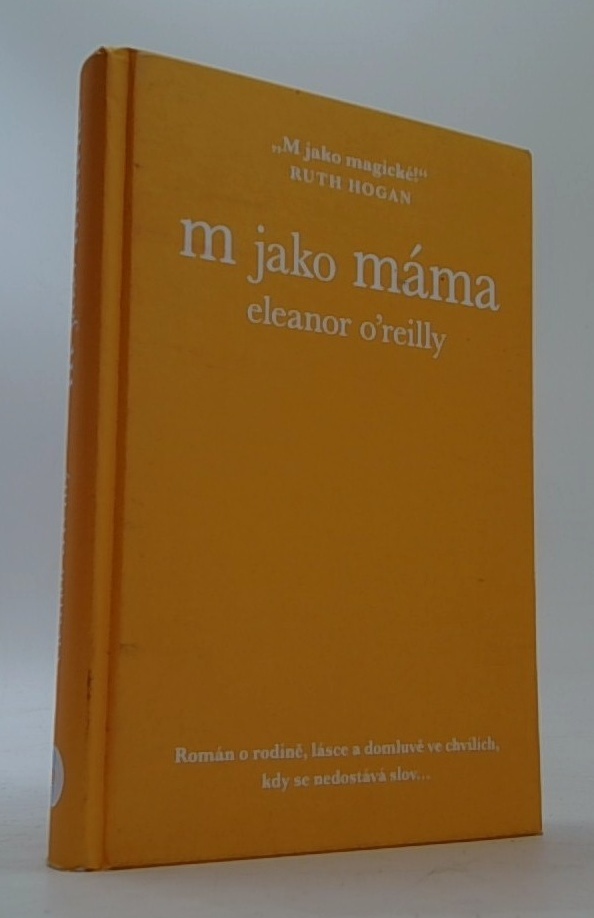 „M jako magické!“
RUTH HOGAN
m jako máma
eleanor o’reilly
Román o rodině, lásce a domluvě ve chvílích,
kdy se nedostává slov...